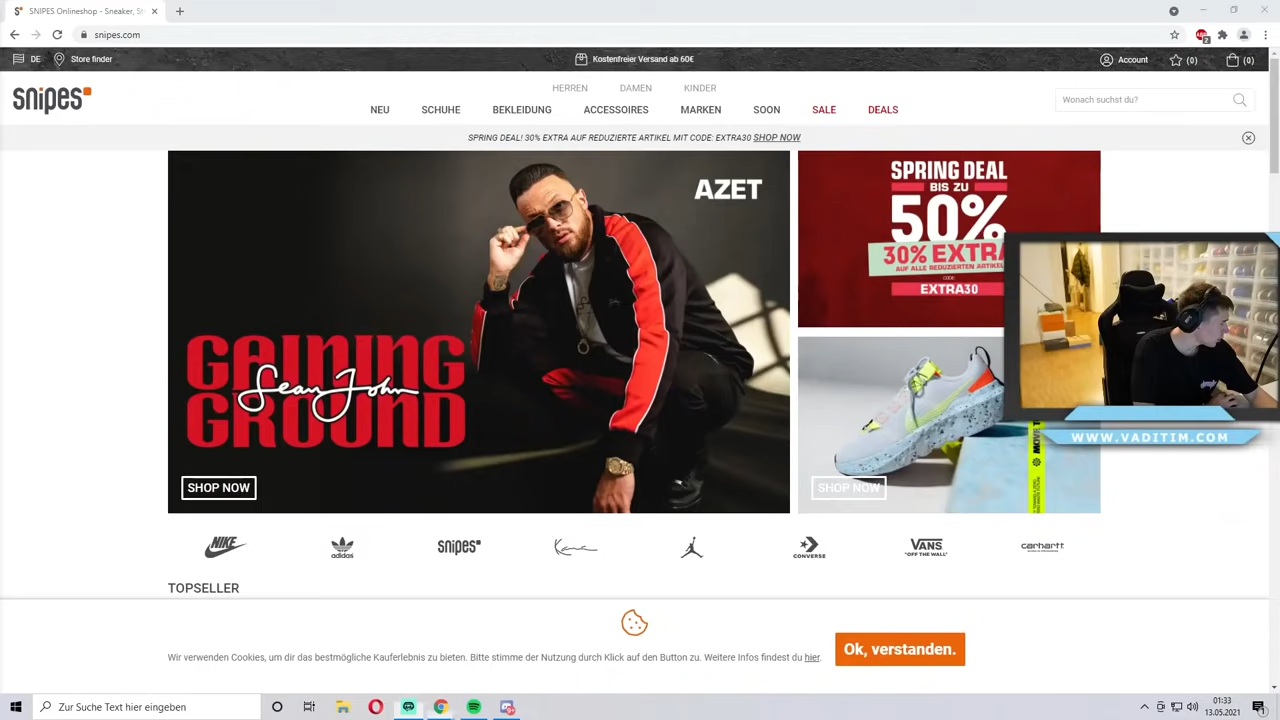 SNIPES Onlineshop - Sneaker, St
snipes.com
DE
Store finder
Kostenfreier Versand ab 60€
Account
(0)
(0)
snipes
HERREN
DAMEN
KINDER
NEU
SCHUHE
BEKLEIDUNG
ACCESSOIRES
MARKEN
SOON
SALE
DEALS
Wonach suchst du?
SPRING DEAL! 30% EXTRA AUF REDUZIERTE ARTIKEL MIT CODE: EXTRA30 SHOP NOW
AZET
GAINING
Sean John
GROUND
SHOP NOW
SPRING DEAL
BIS ZU
50%
30% EXTRA
AUF ALLE REDUZIERTEN ARTIKEL
CODE:
EXTRA30
SHOP NOW
WWW.VADITIM.COM
NIKE
adidas
snipes
Kani
CONVERSE
VANS
"OFF THE WALL"
carhartt
TOPSELLER
Wir verwenden Cookies, um dir das bestmögliche Kauferlebnis zu bieten. Bitte stimme der Nutzung durch Klick auf den Button zu. Weitere Infos findest du hier.
Ok, verstanden.
Zur Suche Text hier eingeben
01:33
13.05.2021